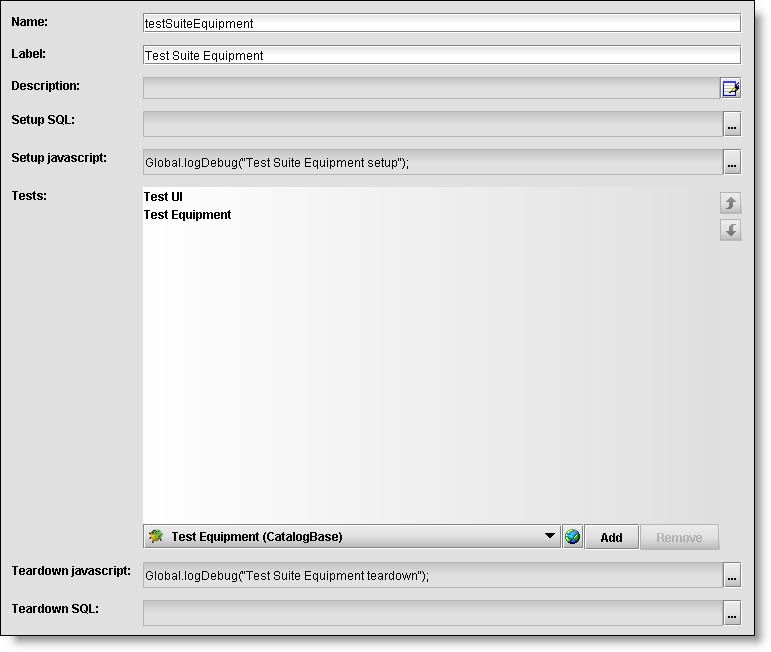 Name: testSuiteEquipment
Label: Test Suite Equipment
Description:
Setup SQL: ...
Setup javascript: Global.logDebug("Test Suite Equipment setup"); ...
Tests: Test UI
Test Equipment
Test Equipment (CatalogBase) Add Remove
Teardown javascript: Global.logDebug("Test Suite Equipment teardown"); ...
Teardown SQL: ...